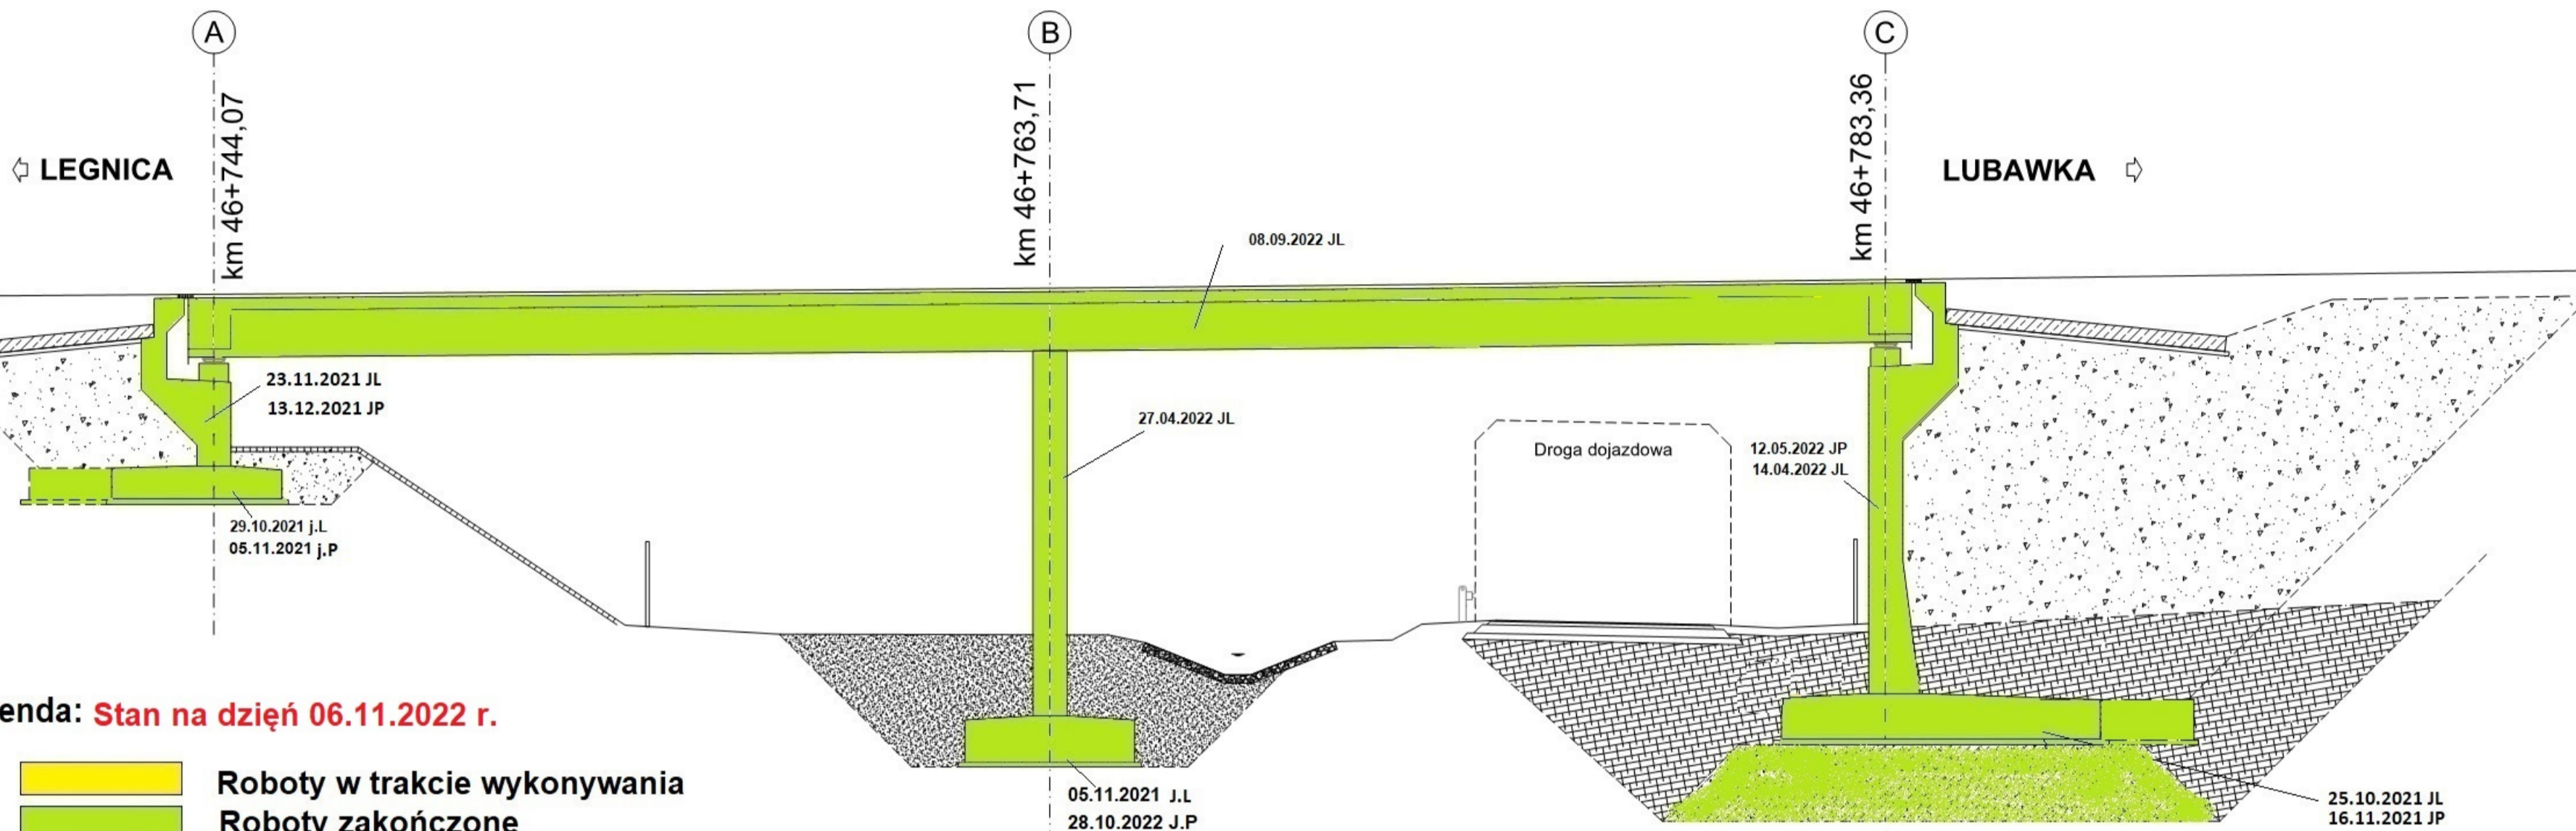 A
B
C
km 46+744,07
km 46+763,71
km 46+783,36
LEGNICA
LUBAWKA
08.09.2022 JL
23.11.2021 JL
13.12.2021 JP
27.04.2022 JL
Droga dojazdowa
12.05.2022 JP
14.04.2022 JL
29.10.2021 j.L
05.11.2021 j.P
enda: Stan na dzięń 06.11.2022 r.
Roboty w trakcie wykonywania
Roboty zakończone
05.11.2021 J.L
28.10.2022 J.P
25.10.2021 JL
16.11.2021 JP